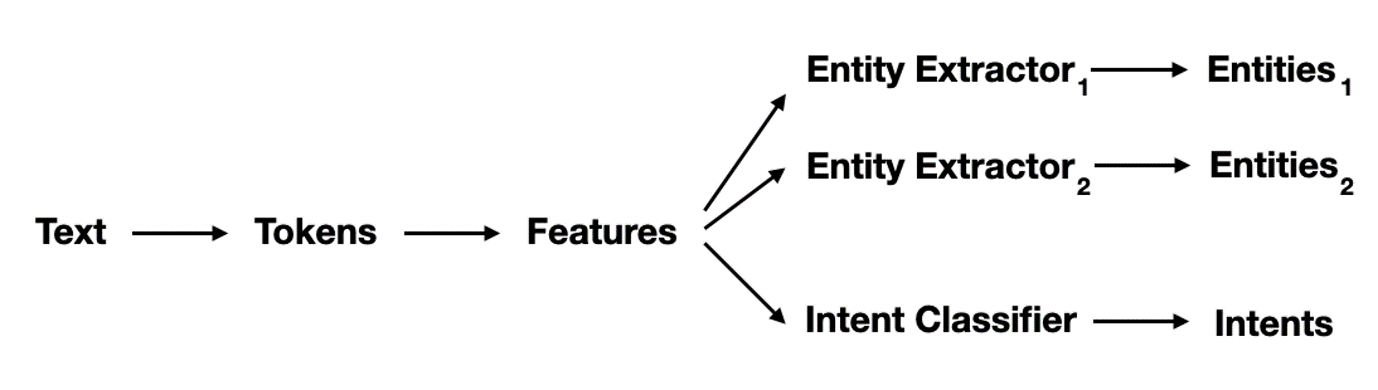 Entity Extractor1 Entities1
Entity Extractor2 Entities2
Text Tokens Features
Intent Classifier Intents